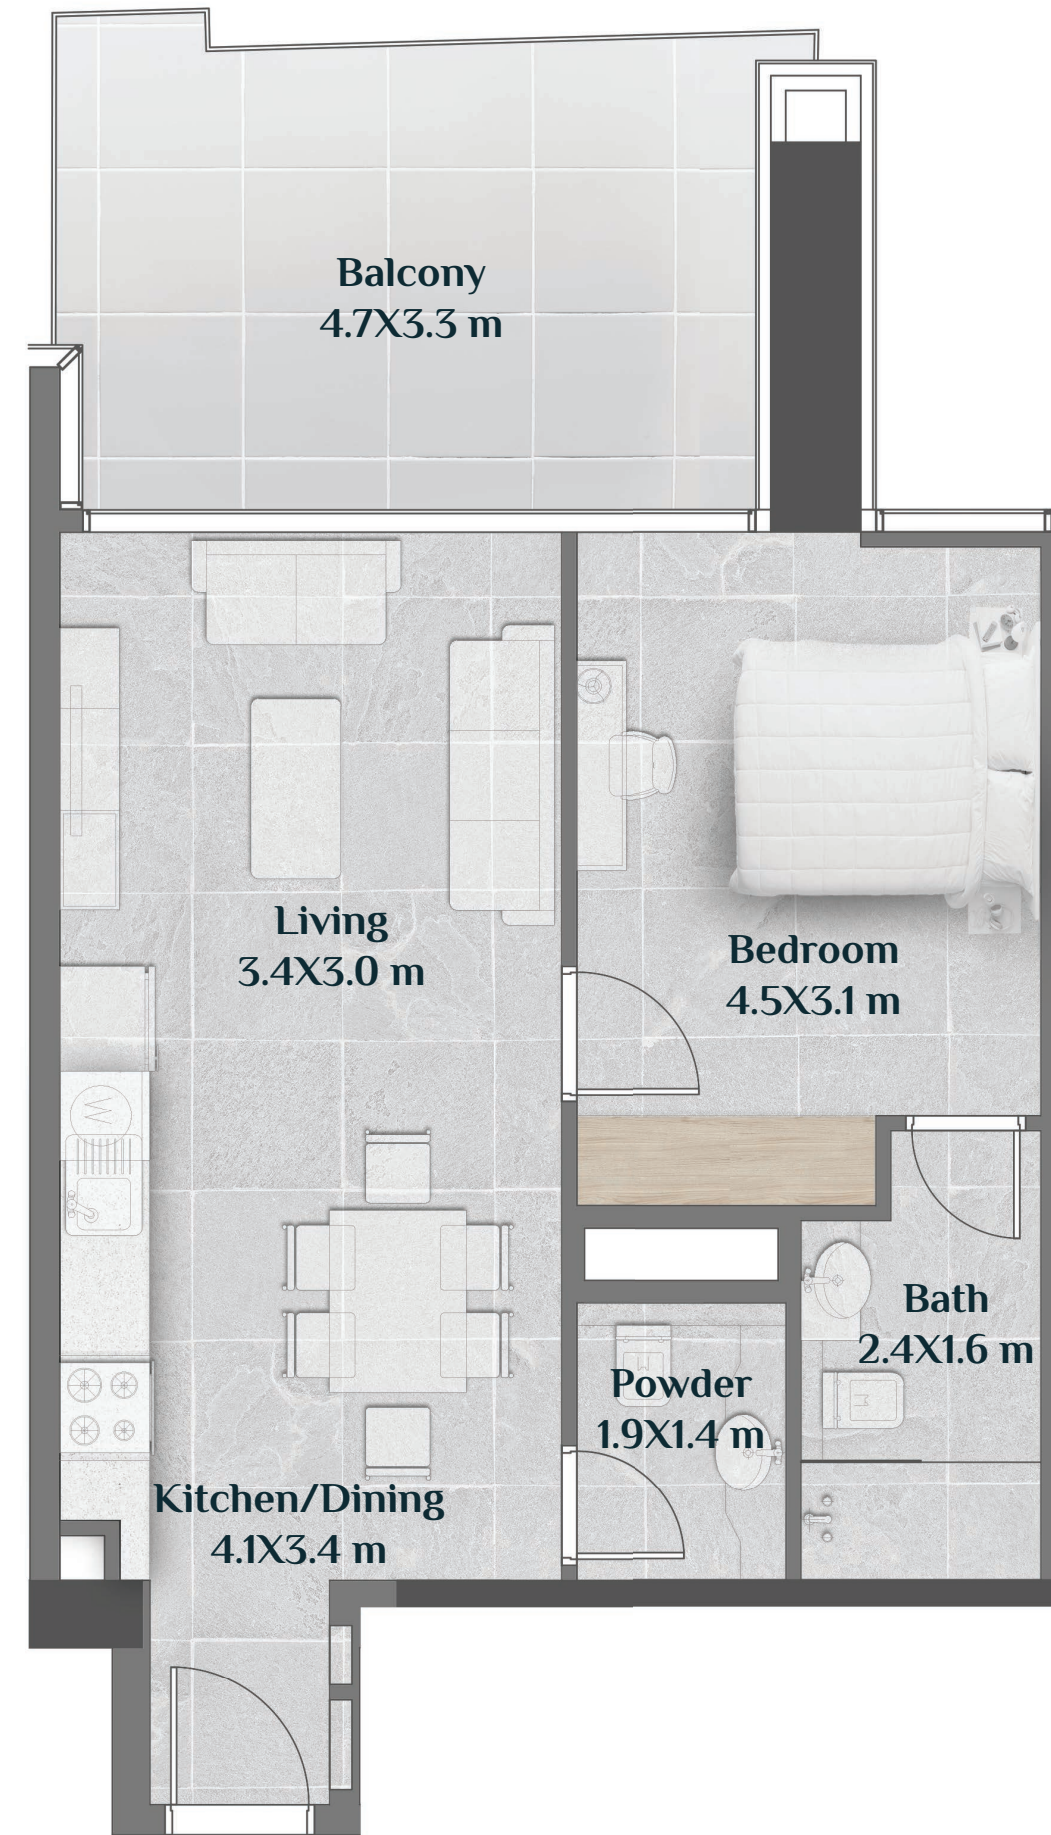 Balcony
4.7X3.3 m
Living
3.4X3.0 m
Bedroom
4.5X3.1 m
W
Bath
2.4X1.6 m
Powder
1.9X1.4 m
Kitchen/Dining
4.1X3.4 m